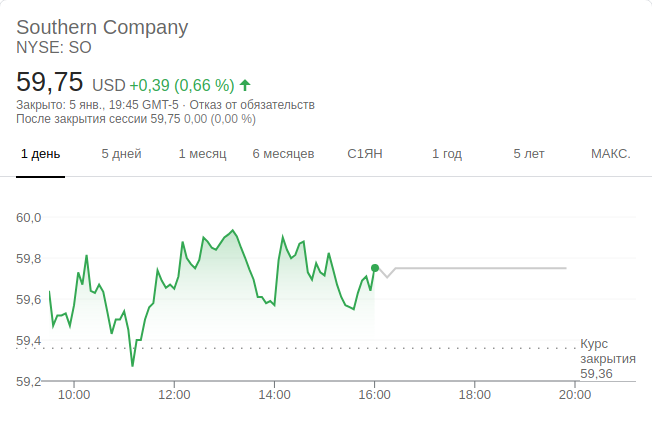 Southern Company
NYSE: SO
59,75 USD +0,39 (0,66 %)
Закрыто: 5 янв., 19:45 GMT-5 · Отказ от обязательств
После закрытия сессии 59,75 0,00 (0,00 %)
1 день 5 дней 1 месяц 6 месяцев С1ЯН 1 год 5 лет МАКС.
60,0
59,8
59,6
59,4
Курс
закрытия
59,36
59,2
10:00 12:00 14:00 16:00 18:00 20:00